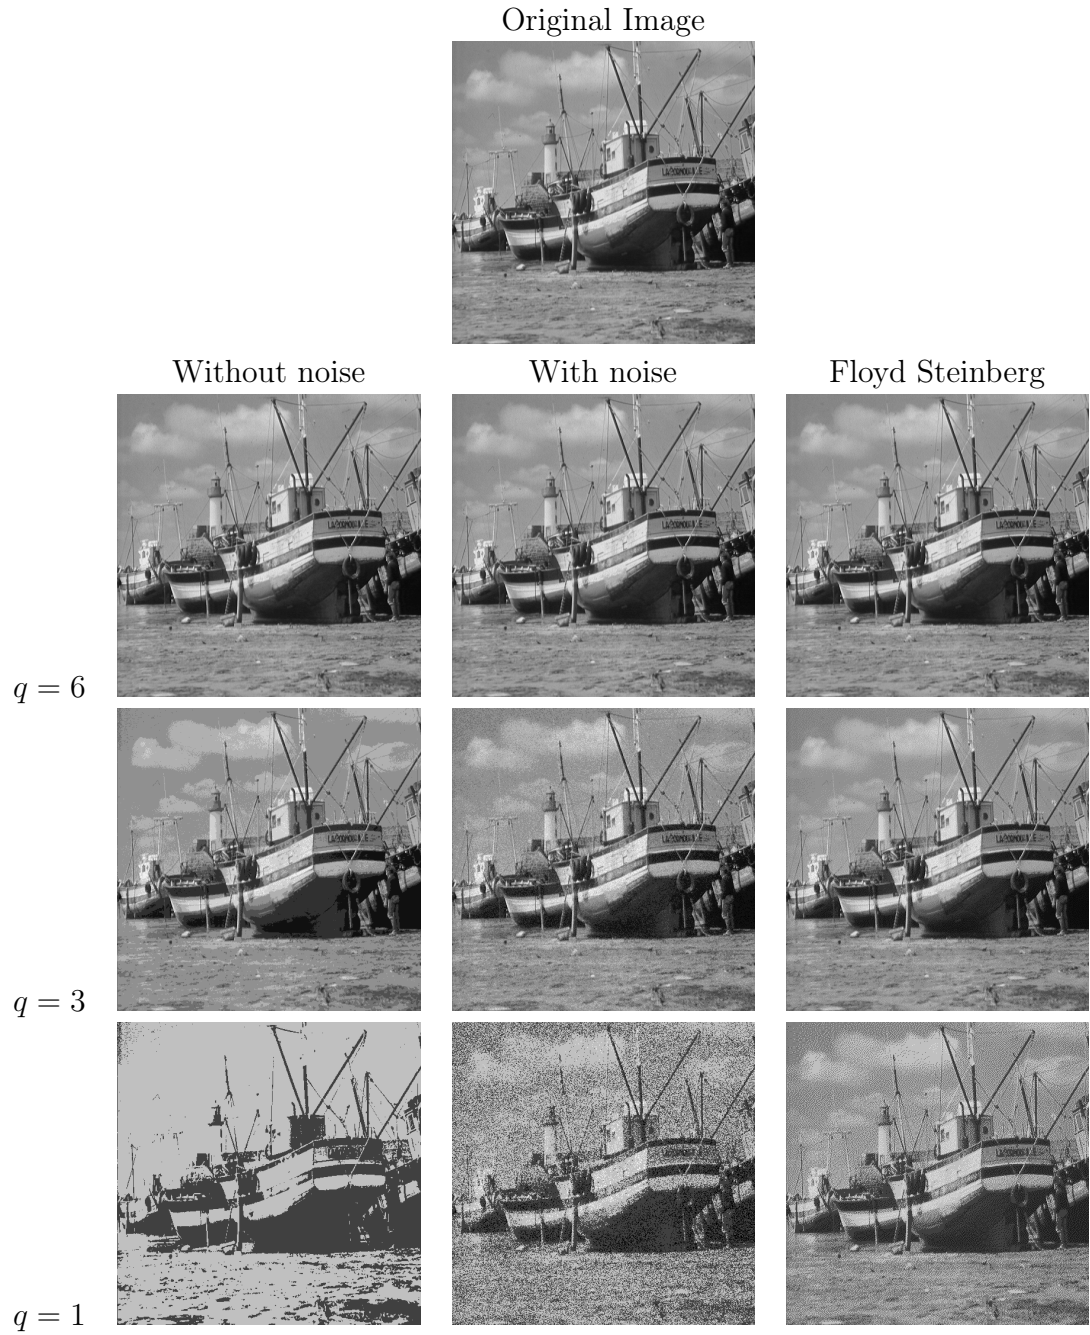 Original Image
Without noise
With noise
Floyd Steinberg
q = 6
q = 3
q = 1